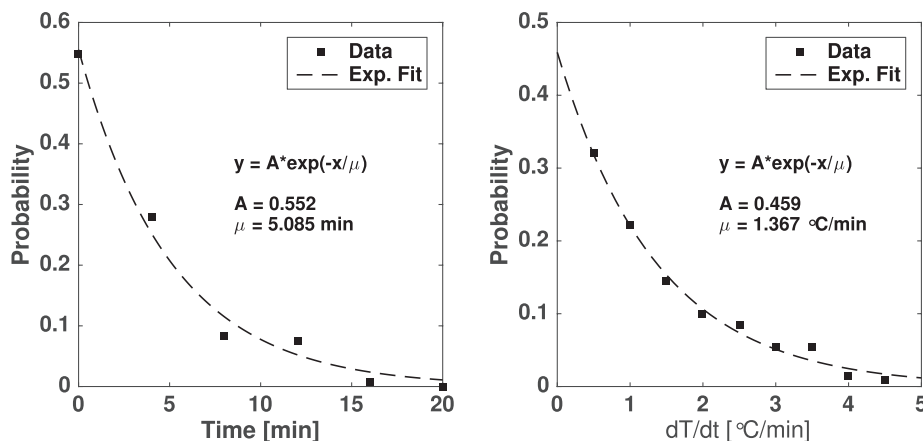 0.6
0.5
0.4
0.3
0.2
0.1
0
Probability
Data
Exp. Fit
y = A*exp(-x/μ)
A = 0.552
μ = 5.085 min
0 5 10 15 20
Time [min]
0.5
0.4
0.3
0.2
0.1
0
Probability
Data
Exp. Fit
y = A*exp(-x/μ)
A = 0.459
μ = 1.367 °C/min
0 1 2 3 4 5
dT/dt [ °C/min]